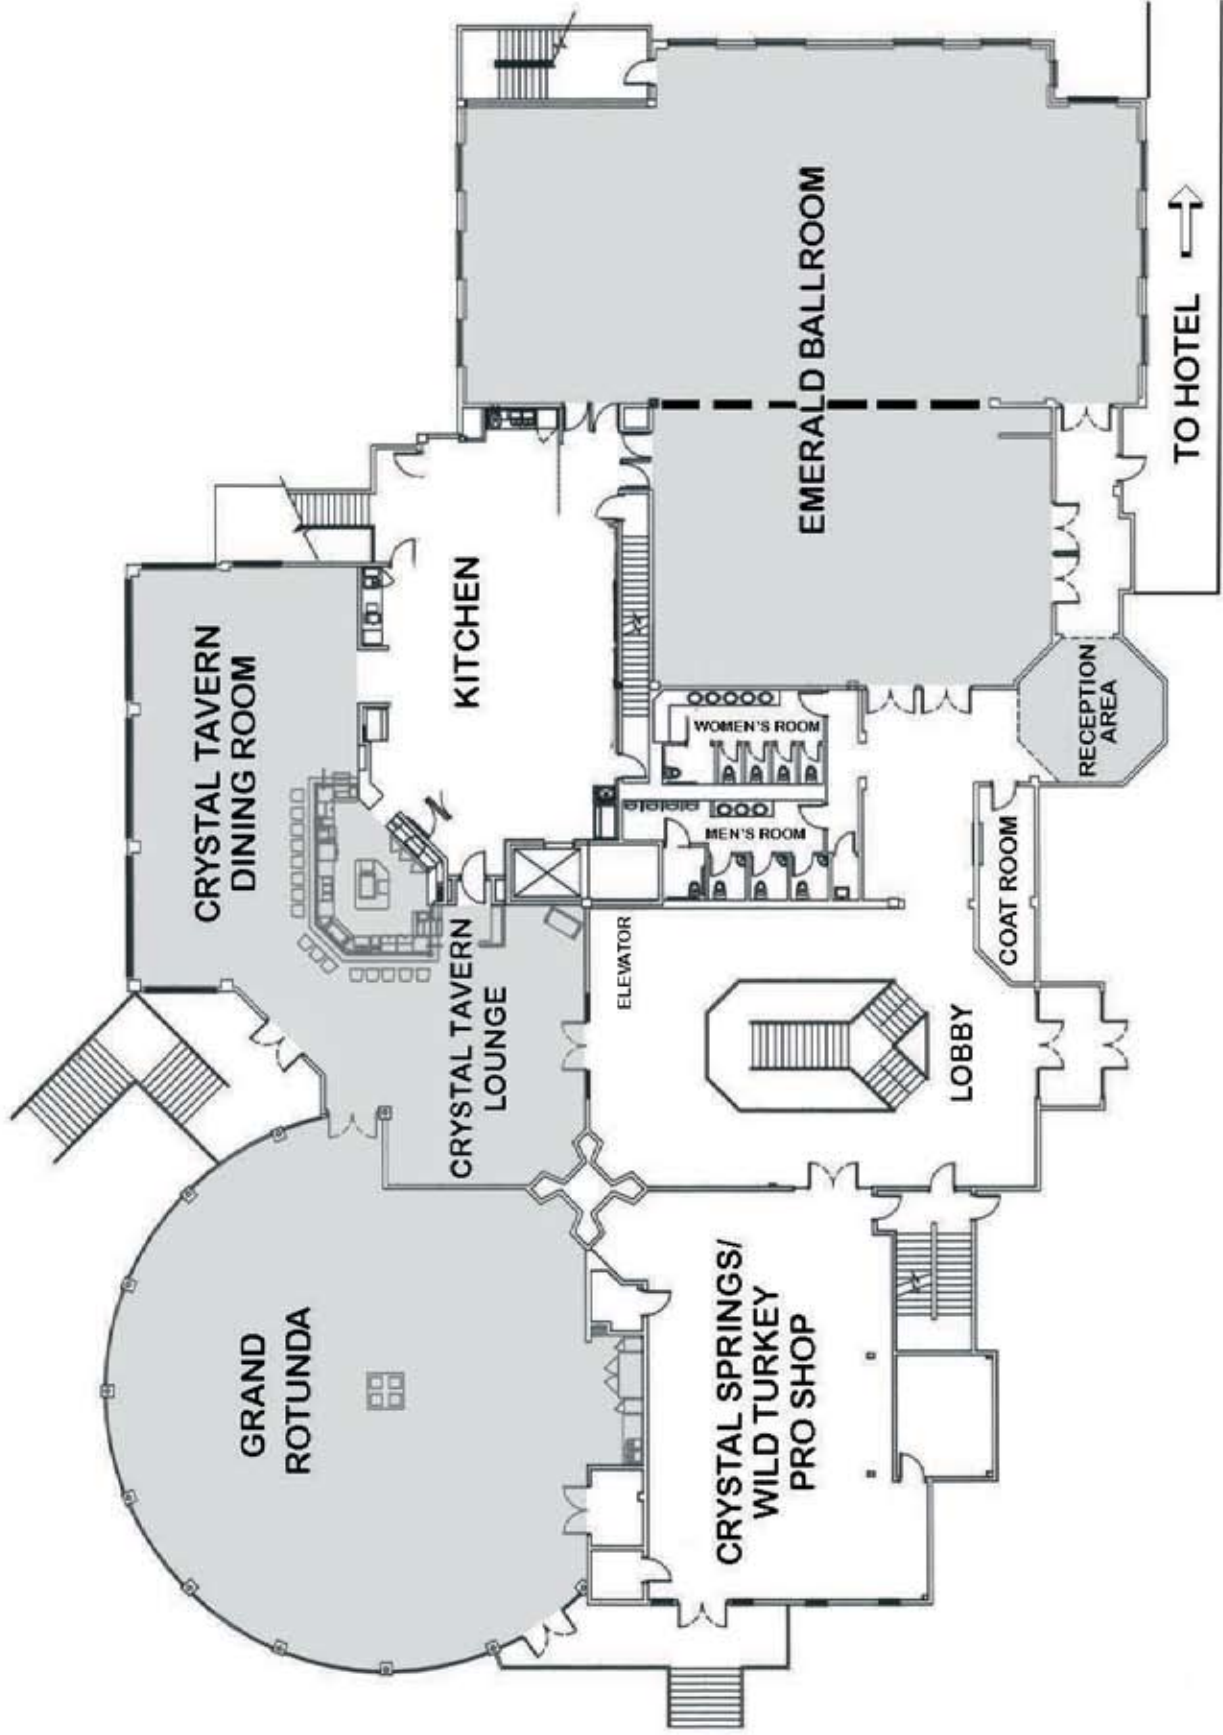 CRYSTAL TAVERN
DINING ROOM
KITCHEN
EMERALD BALLROOM
TO HOTEL
WOMEN'S ROOM
MEN'S ROOM
RECEPTION
AREA
COAT ROOM
ELEVATOR
CRYSTAL TAVERN
LOUNGE
LOBBY
GRAND
ROTUNDA
CRYSTAL SPRINGS/
WILD TURKEY
PRO SHOP